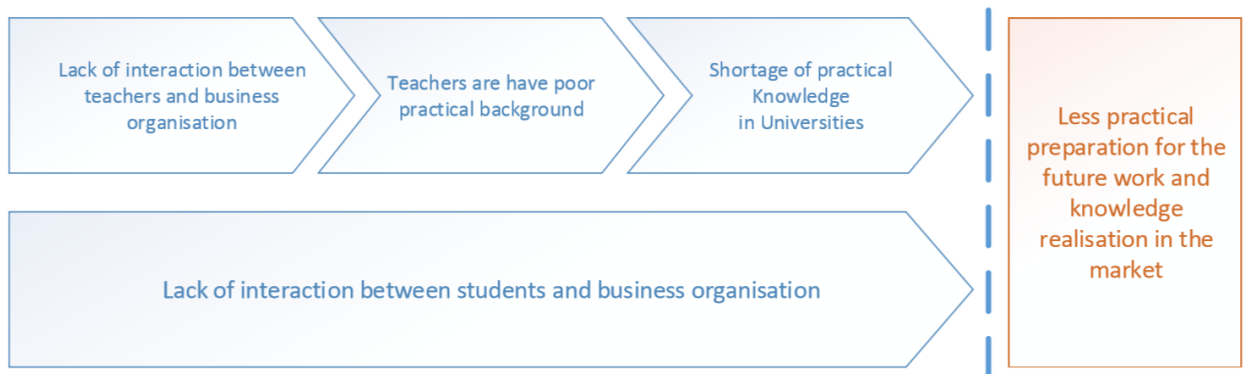 Lack of interaction between
teachers and business
organisation
Teachers are have poor
practical background
Shortage of practical
Knowledge
in Universities
Lack of interaction between students and business organisation
Less practical
preparation for the
future work and
knowledge
realisation in the
market